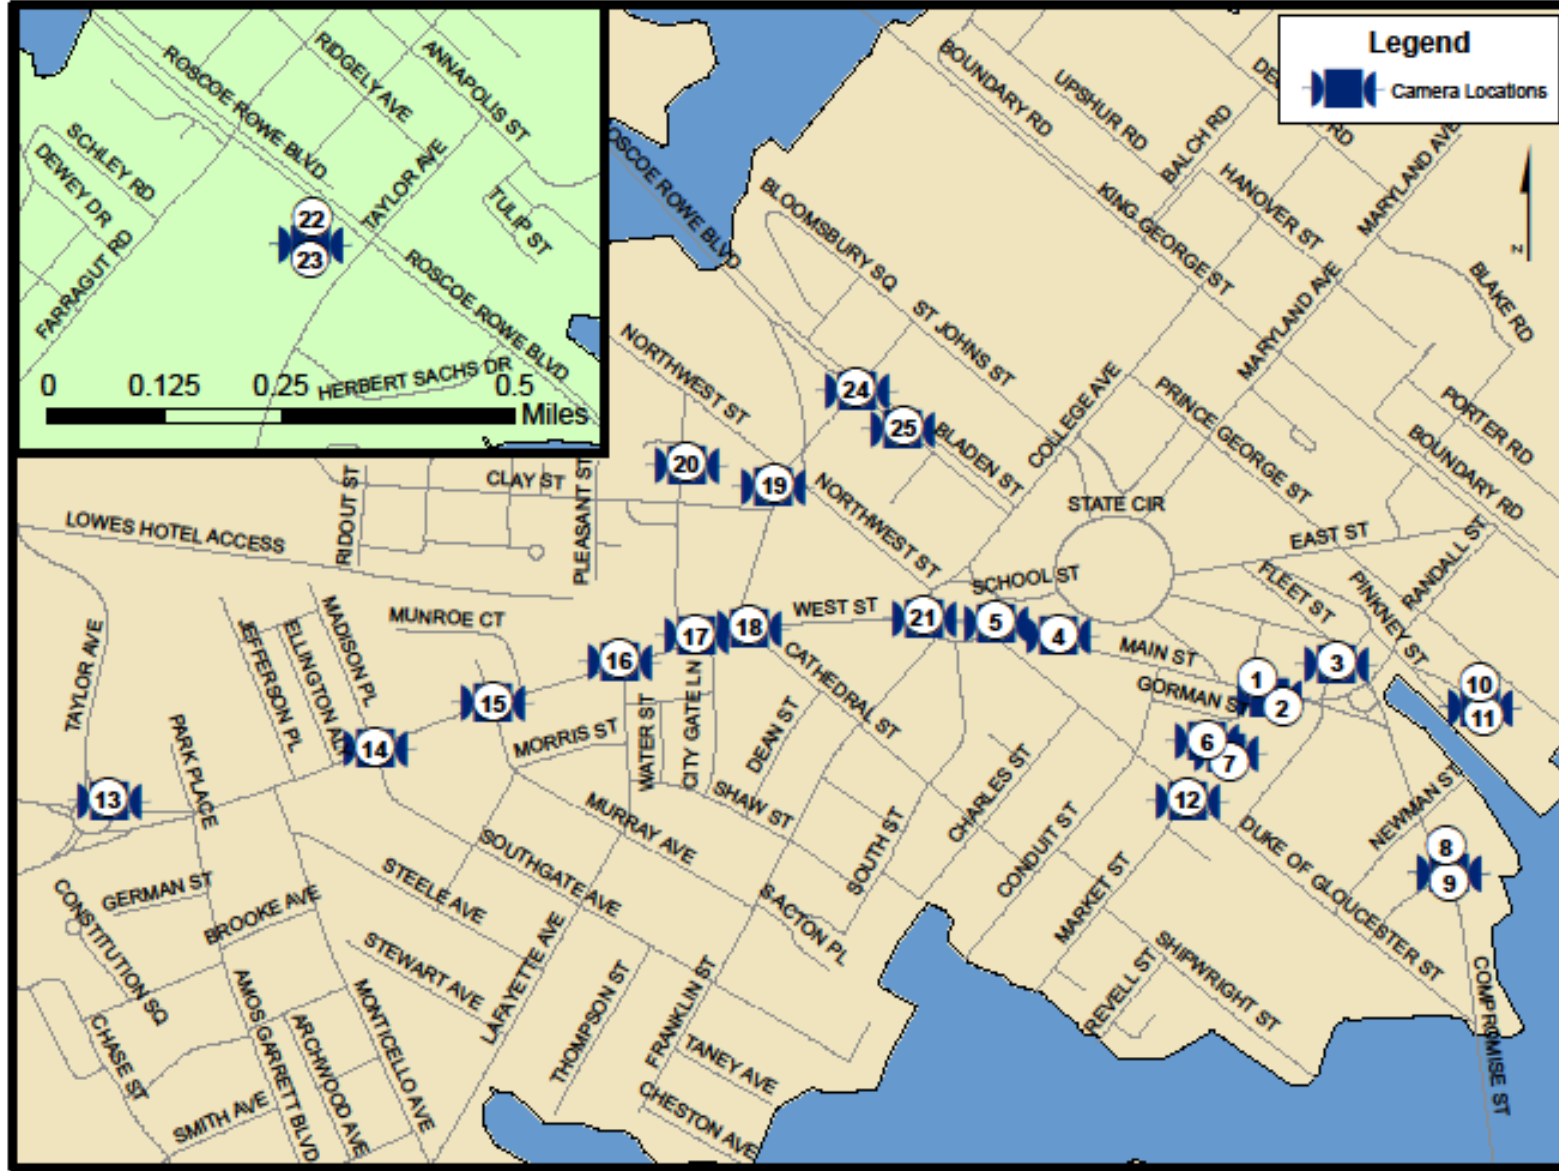 Legend
Camera Locations
N
ROSCOE ROWE BLVD
RIDGELY AVE
ANNAPOLIS ST
SCHLEY RD
DEWEY DR
FARRAGUT RD
TAYLOR AVE
TULIP ST
22
23
ROSCOE ROWE BLVD
HERBERT SACHS DR
0 0.125 0.25 0.5
Miles
BOUNDARY RD
UPSHUR RD
BALCH RD
HANOVER ST
MARYLAND AVE
KING GEORGE ST
BLAKE RD
ROSCOE ROWE BLVD
BLOOMSBURY SQ
ST JOHNS ST
MARYLAND AVE
NORTHWEST ST
24
25
BLADEN ST
COLLEGE AVE
PRINCE GEORGE ST
PORTER RD
BOUNDARY RD
20
19
CLAY ST
PLEASANT ST
RIDOUT ST
LOWES HOTEL ACCESS
NORTHWEST ST
STATE CIR
EAST ST
RANDALL ST
PINKNEY ST
FLEET ST
SCHOOL ST
WEST ST
MUNROE CT
MADISON PL
ELLINGTON AL
JEFFERSON PL
TAYLOR AVE
PARK PLACE
13
14
15
16
17
18
21
5
4
MAIN ST
GORMAN ST
1
2
3
10
11
6
7
12
8
9
MORRIS ST
WATER ST
CITY GATE LN
DEAN ST
CATHEDRAL ST
SHAW ST
MURRAY AVE
SOUTH ST
CHARLES ST
CONDUIT ST
MARKET ST
DUKE OF GLOUCESTER ST
NEWMAN ST
COMPROMISE ST
SHIPWRIGHT ST
REVELL ST
SACTON PL
SOUTHGATE AVE
STEELE AVE
STEWART AVE
LAFAYETTE AVE
THOMPSON ST
FRANKLIN ST
TANEY AVE
CHESTON AVE
GERMAN ST
BROOKE AVE
CONSTITUTION SQ
CHASE ST
SMITH AVE
AMOS GARRETT BLVD
ARCHWOOD AVE
MONTICELLO AVE